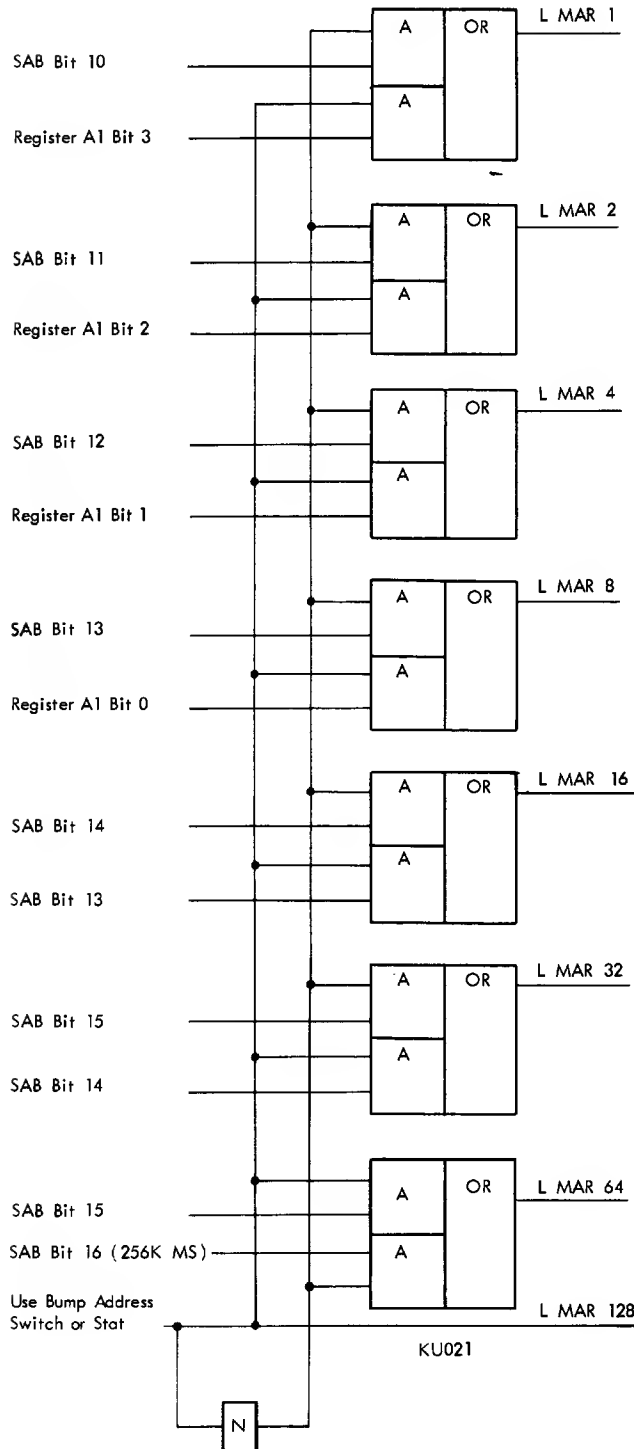 A OR L MAR 1
SAB Bit 10
A
Register A1 Bit 3
A OR L MAR 2
SAB Bit 11
A
Register A1 Bit 2
A OR L MAR 4
SAB Bit 12
A
Register A1 Bit 1
A OR L MAR 8
SAB Bit 13
A
Register A1 Bit 0
A OR L MAR 16
SAB Bit 14
A
SAB Bit 13
A OR L MAR 32
SAB Bit 15
A
SAB Bit 14
A OR L MAR 64
SAB Bit 15
SAB Bit 16 (256K MS) A
Use Bump Address
Switch or Stat
L MAR 128
KU021
N